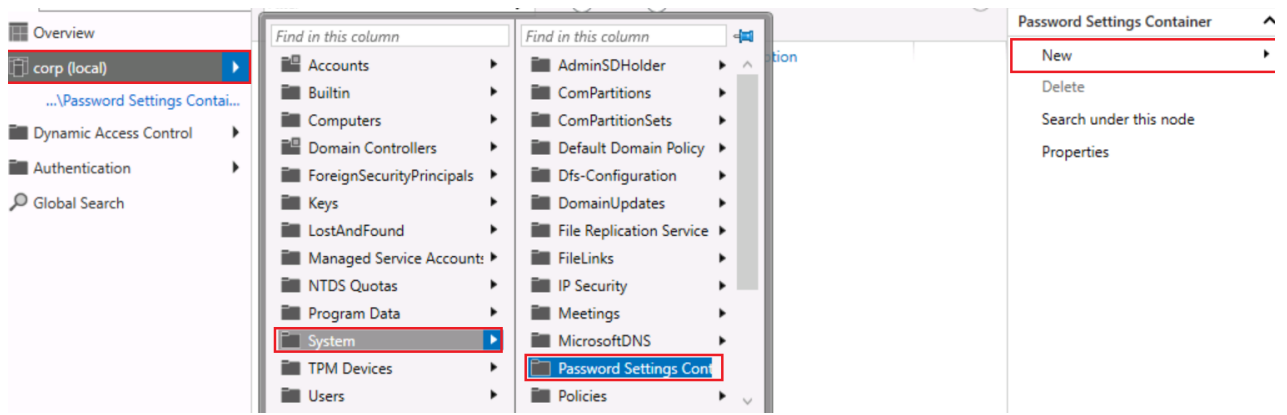 Overview
corp (local)
...\Password Settings Contai...
Dynamic Access Control
Authentication
Global Search
Find in this column
Accounts
Builtin
Computers
Domain Controllers
ForeignSecurityPrincipals
Keys
LostAndFound
Managed Service Account:
NTDS Quotas
Program Data
System
TPM Devices
Users
Find in this column
AdminSDHolder
ComPartitions
ComPartitionSets
Default Domain Policy
Dfs-Configuration
DomainUpdates
File Replication Service
FileLinks
IP Security
Meetings
MicrosoftDNS
Password Settings Cont
Policies
tion
Password Settings Container
New
Delete
Search under this node
Properties